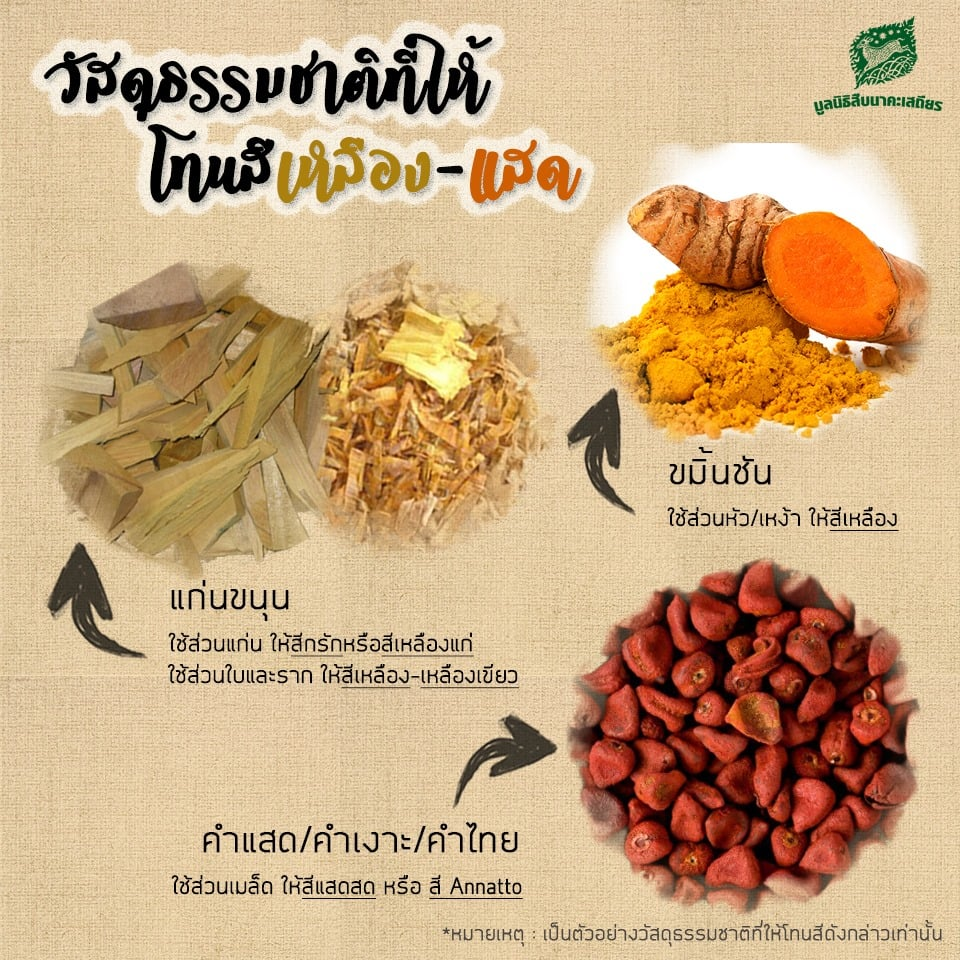 วัสดุธรรมชาติที่ให้
โทนสีเหลือง-แสด
มูลนิธิสืบนาคะเสถียร
ขมิ้นชัน
ใช้ส่วนหัว/เหง้า ให้สีเหลือง
แก่นขนุน
ใช้ส่วนแก่น ให้สีกรักหรือสีเหลืองแก่
ใช้ส่วนใบและราก ให้สีเหลือง-เหลืองเขียว
คำแสด/คำเงาะ/คำไทย
ใช้ส่วนเมล็ด ให้สีแสดสด หรือ สี Annatto
*หมายเหตุ : เป็นตัวอย่างวัสดุธรรมชาติที่ให้โทนสีดังกล่าวเท่านั้น